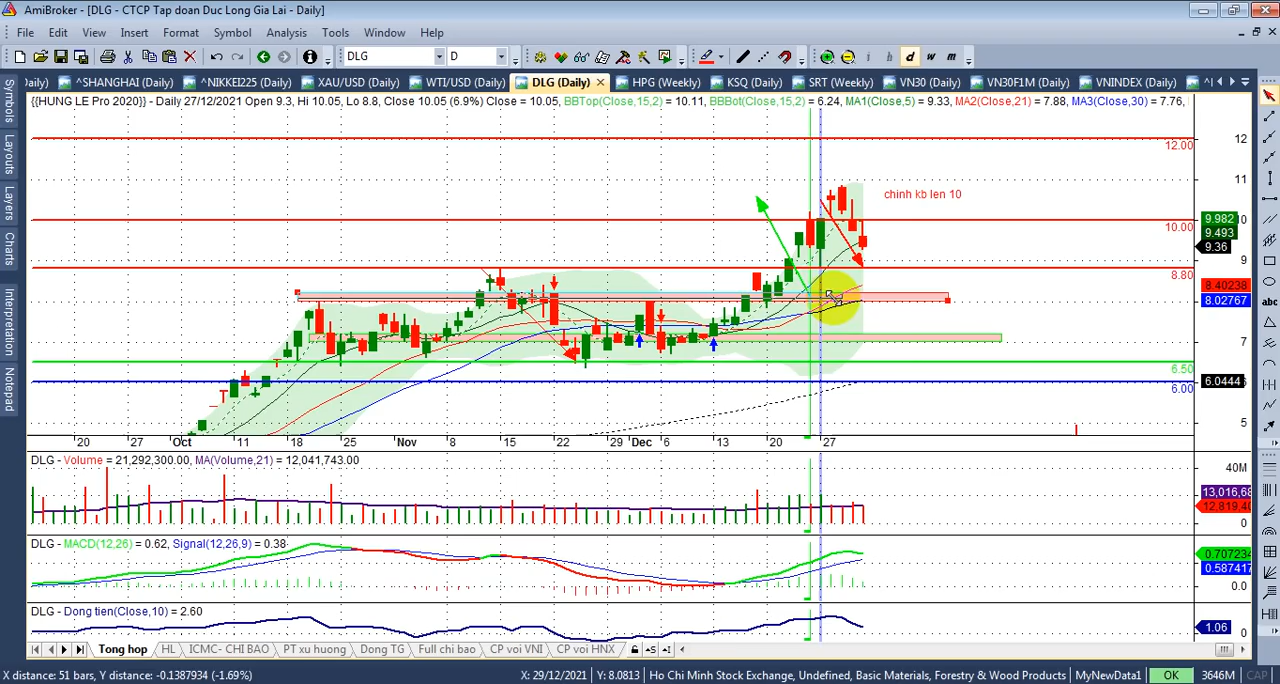 AmiBroker - [DLG - CTCP Tap doan Duc Long Gia Lai - Daily]
File Edit View Insert Format Symbol Analysis Tools Window Help
DLG D d w m
aily) ^SHANGHAI (Daily) ^NIKKEI225 (Daily) XAU/USD (Daily) WTI/USD (Daily) DLG (Daily) HPG (Weekly) KSQ (Daily) SRT (Weekly) VN30 (Daily) VN30F1M (Daily) VNINDEX (Daily)
{{HUNG LE Pro 2020}} - Daily 27/12/2021 Open 9.3, Hi 10.05, Lo 8.8, Close 10.05 (6.9%) Close = 10.05, BBTop(Close,15,2) = 10.11, BBBot(Close,15,2) = 6.24, MA1(Close,5) = 9.33, MA2(Close,21) = 7.88, MA3(Close,30) = 7.76,
Symbols
Layouts
Layers
Charts
Interpretation
Notepad
12
12.00
11
chinh kb len 10
9.982
10
10.00
9.493
9.36
9
8.80
8.40238
8.02767
7
6.50
6.0444
6.00
5
abc
20 27 Oct 11 18 25 Nov 8 15 22 29 Dec 6 13 20 27
DLG - Volume = 21,292,300.00, MA(Volume,21) = 12,041,743.00
40M
13,016,68
12,819,40
0
DLG - MACD(12,26) = 0.62, Signal(12,26,9) = 0.38
0.707234
0.587417
0.0
DLG - Dong tien(Close,10) = 2.60
1.06
0
Tong hop HL ICMC- CHI BAO PT xu huong Dong TG Full chi bao CP voi VNI CP voi HNX
X distance: 51 bars, Y distance: -0.1387934 (-1.69%) X: 29/12/2021 Y: 8.0813 Ho Chi Minh Stock Exchange, Undefined, Basic Materials, Forestry & Wood Products MyNewData1 OK 3646M CAP